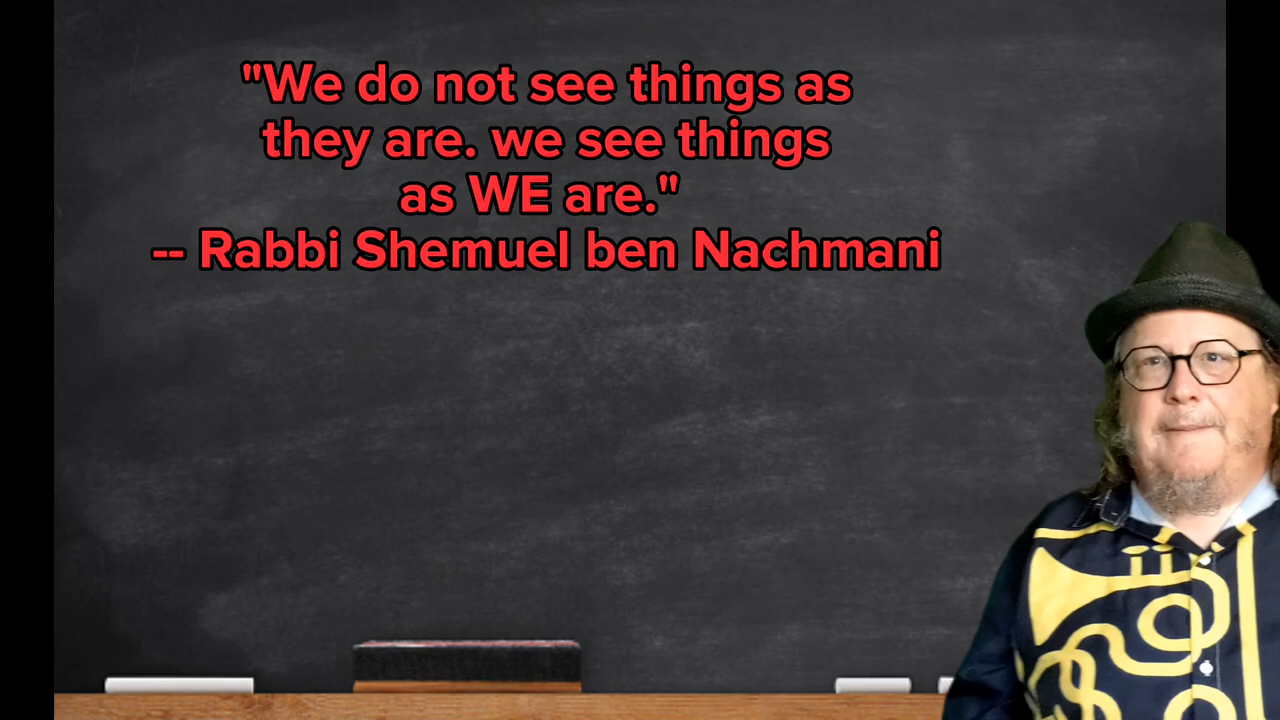 "We do not see things as
they are. we see things
as WE are."
-- Rabbi Shemuel ben Nachmani